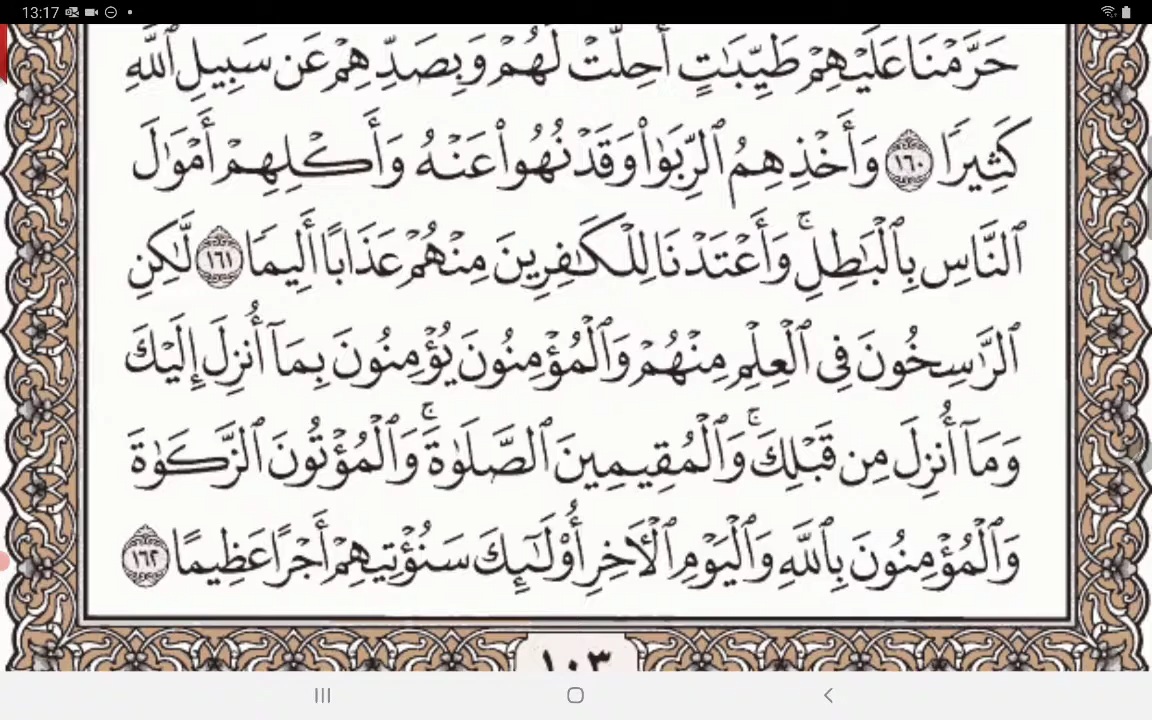 13:17
حَرَّمْنَا عَلَيْهِمْ طَيِّبَٰتٍ أُحِلَّتْ لَهُمْ وَبِصَدِّهِمْ عَن سَبِيلِ ٱللَّهِ
كَثِيرًا ١٦٠ وَأَخْذِهِمُ ٱلرِّبَوٰا۟ وَقَدْ نُهُوا۟ عَنْهُ وَأَكْلِهِمْ أَمْوَٰلَ
ٱلنَّاسِ بِٱلْبَٰطِلِ ۚ وَأَعْتَدْنَا لِلْكَٰفِرِينَ مِنْهُمْ عَذَابًا أَلِيمًا ١٦١ لَّٰكِنِ
ٱلرَّٰسِخُونَ فِى ٱلْعِلْمِ مِنْهُمْ وَٱلْمُؤْمِنُونَ يُؤْمِنُونَ بِمَآ أُنزِلَ إِلَيْكَ
وَمَآ أُنزِلَ مِن قَبْلِكَ ۚ وَٱلْمُقِيمِينَ ٱلصَّلَوٰةَ ۚ وَٱلْمُؤْتُونَ ٱلزَّكَوٰةَ
وَٱلْمُؤْمِنُونَ بِٱللَّهِ وَٱلْيَوْمِ ٱلْءَاخِرِ أُو۟لَٰٓئِكَ سَنُؤْتِيهِمْ أَجْرًا عَظِيمًا ١٦٢
١٠٣